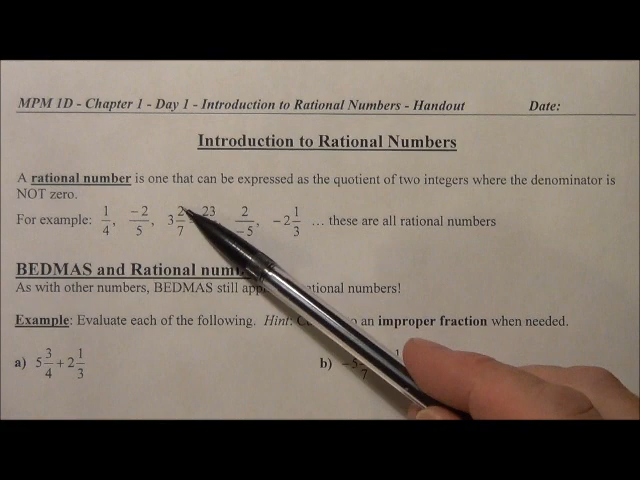 MPM 1D - Chapter 1 - Day 1 - Introduction to Rational Numbers - Handout Date:
Introduction to Rational Numbers
A rational number is one that can be expressed as the quotient of two integers where the denominator is
NOT zero.
For example: 1/4, -2/5, 3 2/7 23 2/-5, -2 1/3 … these are all rational numbers
BEDMAS and Rational
As with other numbers, BEDMAS still rational numbers!
Example: Evaluate each of the following. Hint: an improper fraction when needed.
a) 5 3/4 + 2 1/3 b) -5 /7